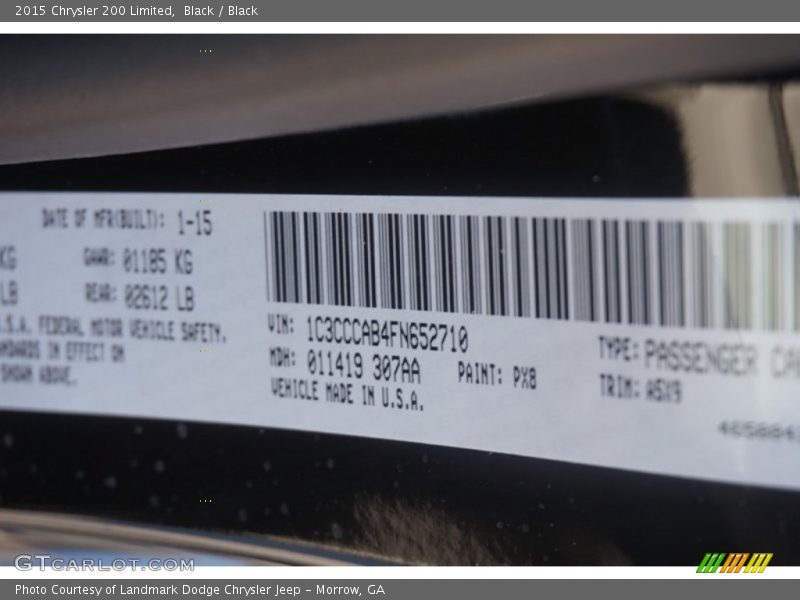 2015 Chrysler 200 Limited,  Black / Black
DATE OF MFR(BUILT): 1-15
KG GAWR: 01185 KG
LB REAR: 02612 LB
U.S.A. FEDERAL MOTOR VEHICLE SAFETY.
IN EFFECT ON
SHOWN ABOVE.
VIN: 1C3CCCAB4FN652710
MDH: 011419 307AA
PAINT: PX8
VEHICLE MADE IN U.S.A.
TYPE: PASSENGER
TRIM: A5X9
GTCARLOT.COM
Photo Courtesy of Landmark Dodge Chrysler Jeep – Morrow, GA